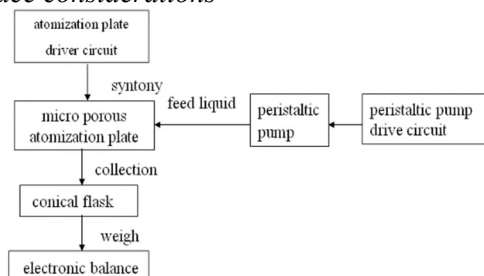 atomization plate
driver circuit
syntony
micro porous
atomization plate
feed liquid
peristaltic
pump
peristaltic pump
drive circuit
collection
conical flask
weigh
electronic balance